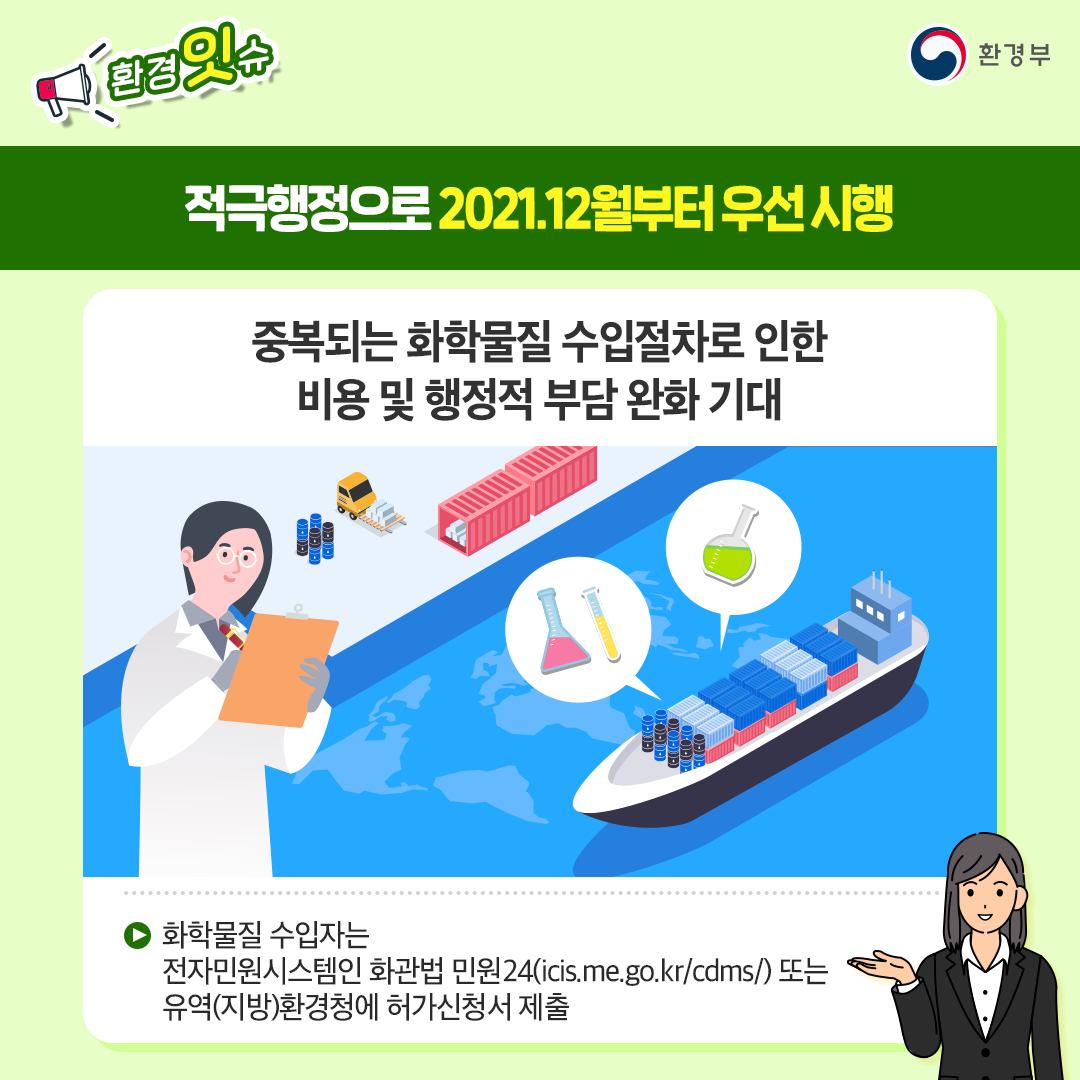 환경잇슈
환경부
적극행정으로 2021.12월부터 우선 시행
중복되는 화학물질 수입절차로 인한
비용 및 행정적 부담 완화 기대
화학물질 수입자는
전자민원시스템인 화관법 민원24(icis.me.go.kr/cdms/) 또는
유역(지방)환경청에 허가신청서 제출